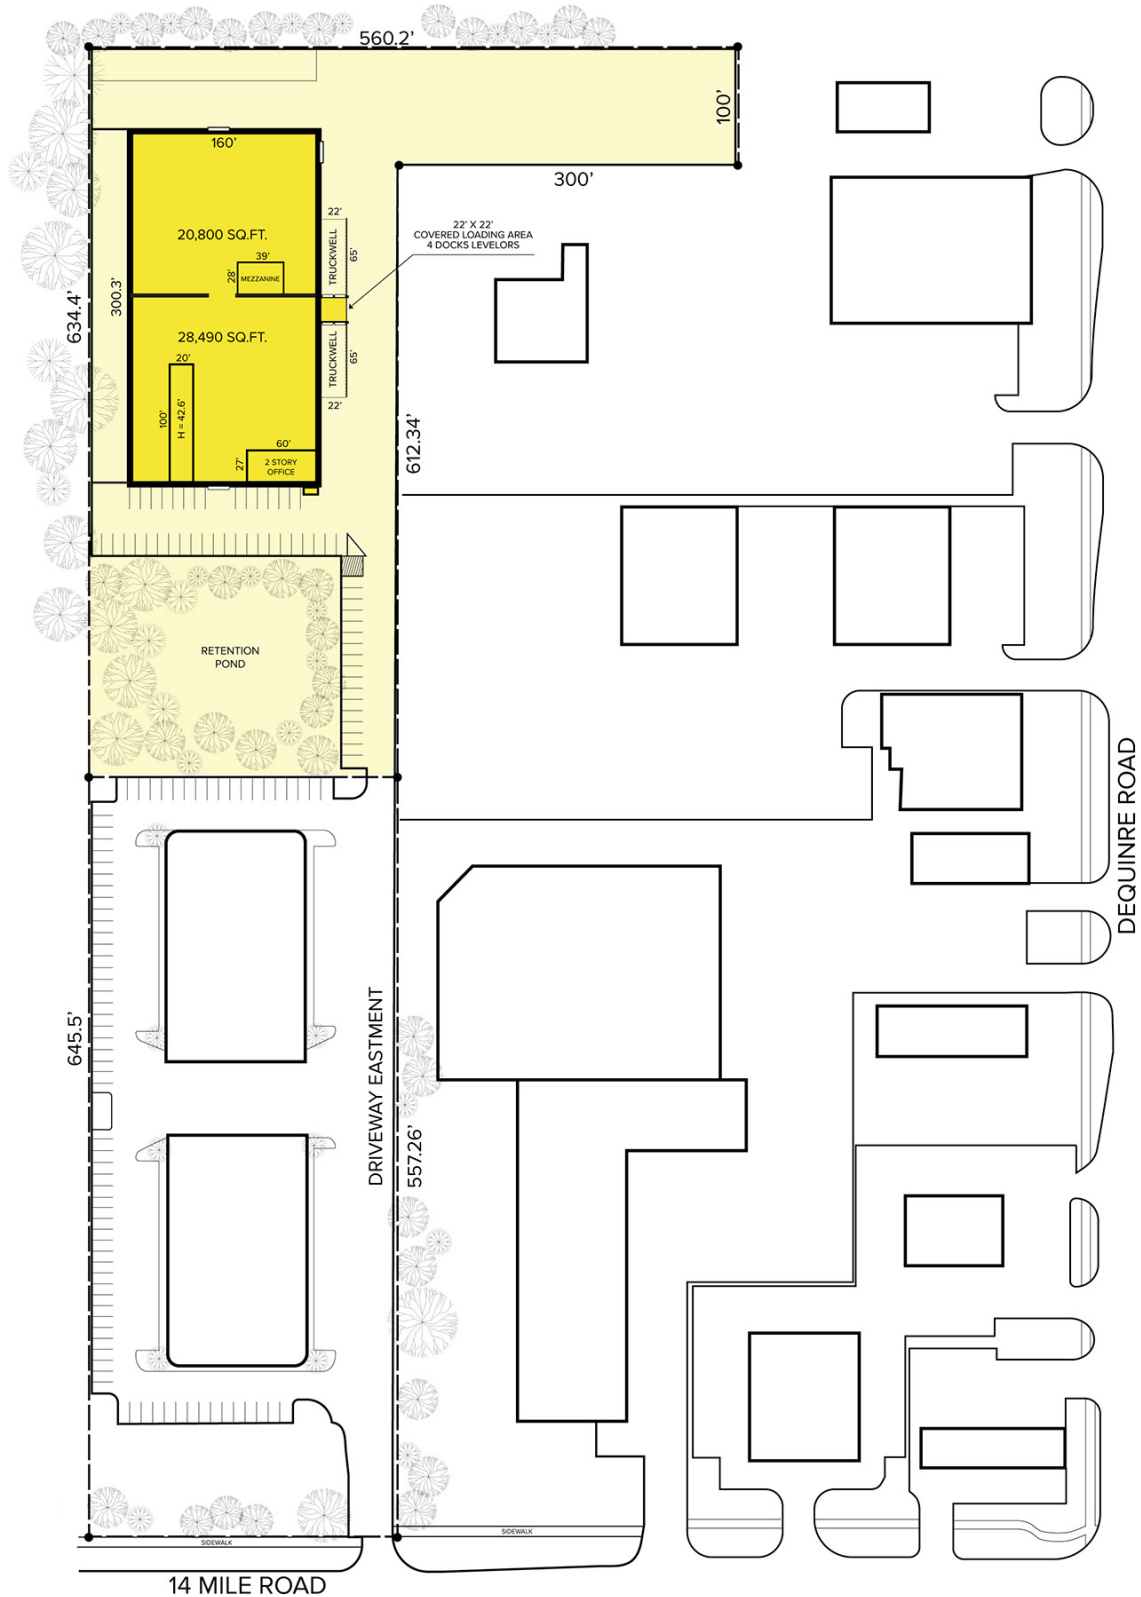 560.2'
100'
160'
300'
22' X 22'
COVERED LOADING AREA
4 DOCKS LEVELORS
22'
20,800 SQ.FT.
TRUCKWELL
65'
39'
28'
MEZZANINE
300.3'
634.4'
28,490 SQ.FT.
TRUCKWELL
65'
20'
22'
100'
H = 42.6'
612.34'
60'
27'
2 STORY
OFFICE
RETENTION
POND
DEQUINRE ROAD
645.5'
DRIVEWAY EASTMENT
557.26'
SIDEWALK
SIDEWALK
14 MILE ROAD